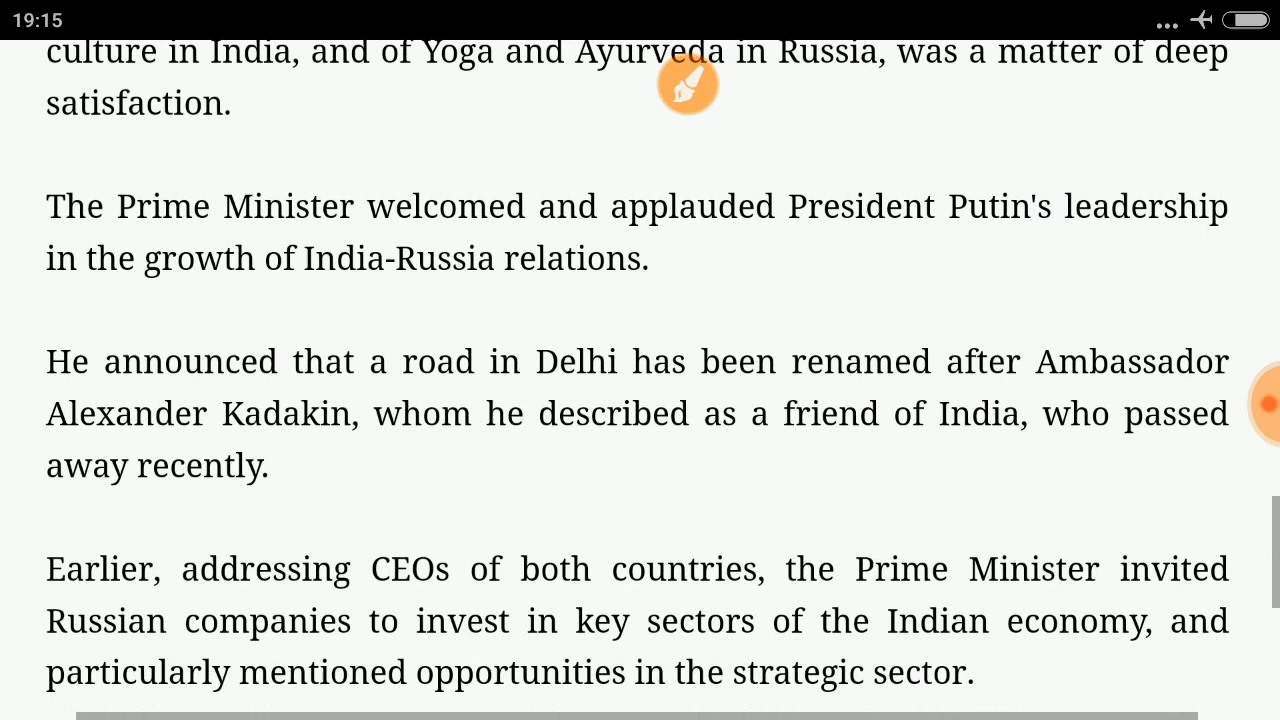 19:15
culture in India, and of Yoga and Ayurveda in Russia, was a matter of deep
satisfaction.
The Prime Minister welcomed and applauded President Putin's leadership
in the growth of India-Russia relations.
He announced that a road in Delhi has been renamed after Ambassador
Alexander Kadakin, whom he described as a friend of India, who passed
away recently.
Earlier, addressing CEOs of both countries, the Prime Minister invited
Russian companies to invest in key sectors of the Indian economy, and
particularly mentioned opportunities in the strategic sector.